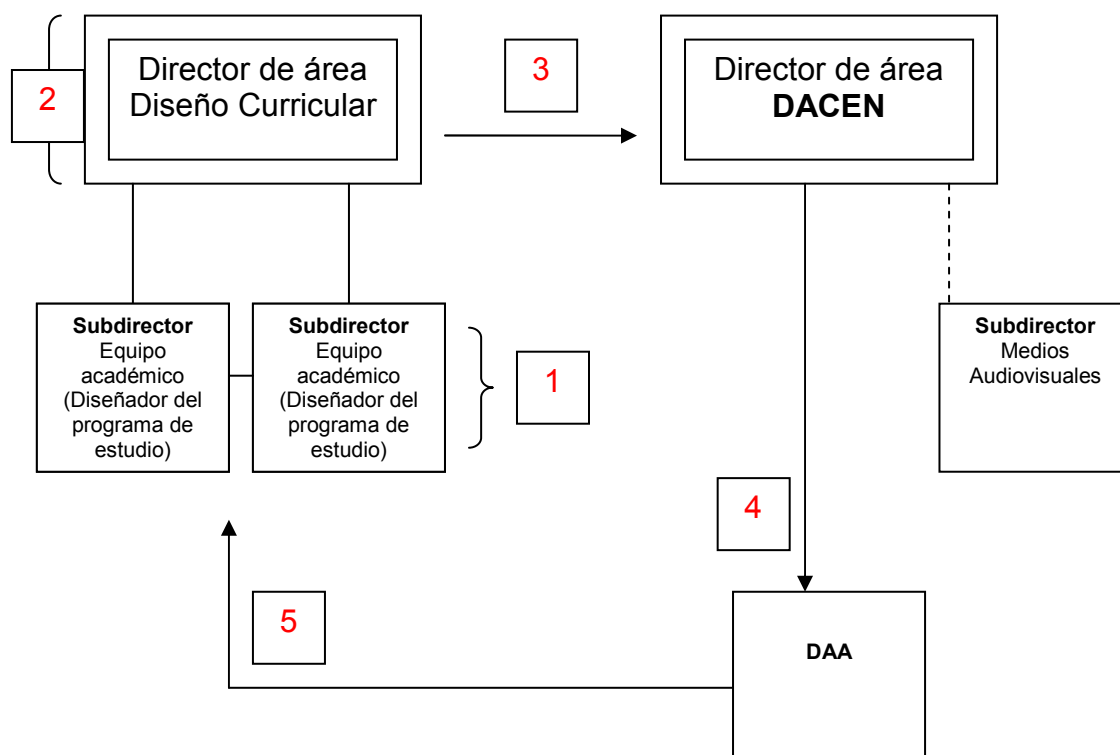 2
Director de área
Diseño Curricular
3
Director de área
DACEN
Subdirector
Equipo
académico
(Diseñador del
programa de
estudio)
Subdirector
Equipo
académico
(Diseñador del
programa de
estudio)
1
Subdirector
Medios
Audiovisuales
4
5
DAA